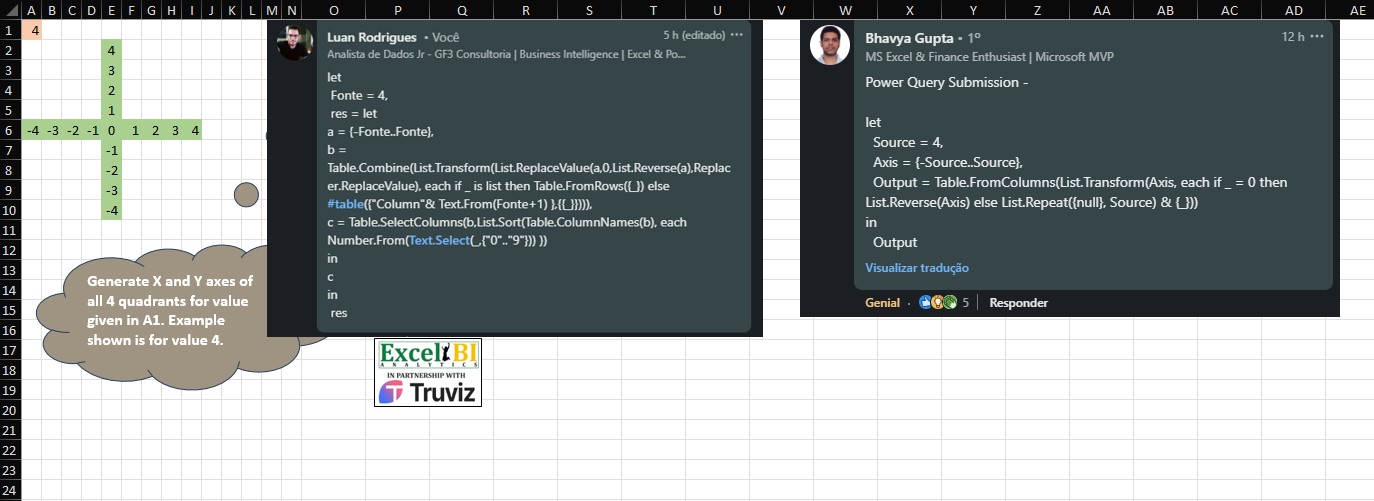 A B C D E F G H I J K L M N O P Q R S T U V W X Y Z AA AB AC AD AE
1 4
2 4
3 3
4 2
5 1
6 -4 -3 -2 -1 0 1 2 3 4
7 -1
8 -2
9 -3
10 -4
11
12
13
14
15
16
17
18
19
20
21
22
23
24
Generate X and Y axes of
all 4 quadrants for value
given in A1. Example
shown is for value 4.
Luan Rodrigues • Você
5 h (editado) •••
Analista de Dados Jr - GF3 Consultoria | Business Intelligence | Excel & Po...
let
Fonte = 4,
res = let
a = {-Fonte..Fonte},
b =
Table.Combine(List.Transform(List.ReplaceValue(a,0,List.Reverse(a),Replac
er.ReplaceValue), each if _ is list then Table.FromRows({_}) else
#table({"Column"& Text.From(Fonte+1) },{{_}}))),
c = Table.SelectColumns(b,List.Sort(Table.ColumnNames(b), each
Number.From(Text.Select(_,{"0".."9"})) ))
in
c
in
res
Excel BI
ANALYTICS
IN PARTNERSHIP WITH
Truviz
Bhavya Gupta • 1º
12 h •••
MS Excel & Finance Enthusiast | Microsoft MVP
Power Query Submission -
let
Source = 4,
Axis = {-Source..Source},
Output = Table.FromColumns(List.Transform(Axis, each if _ = 0 then
List.Reverse(Axis) else List.Repeat({null}, Source) & {_}))
in
Output
Visualizar tradução
Genial · 5 | Responder